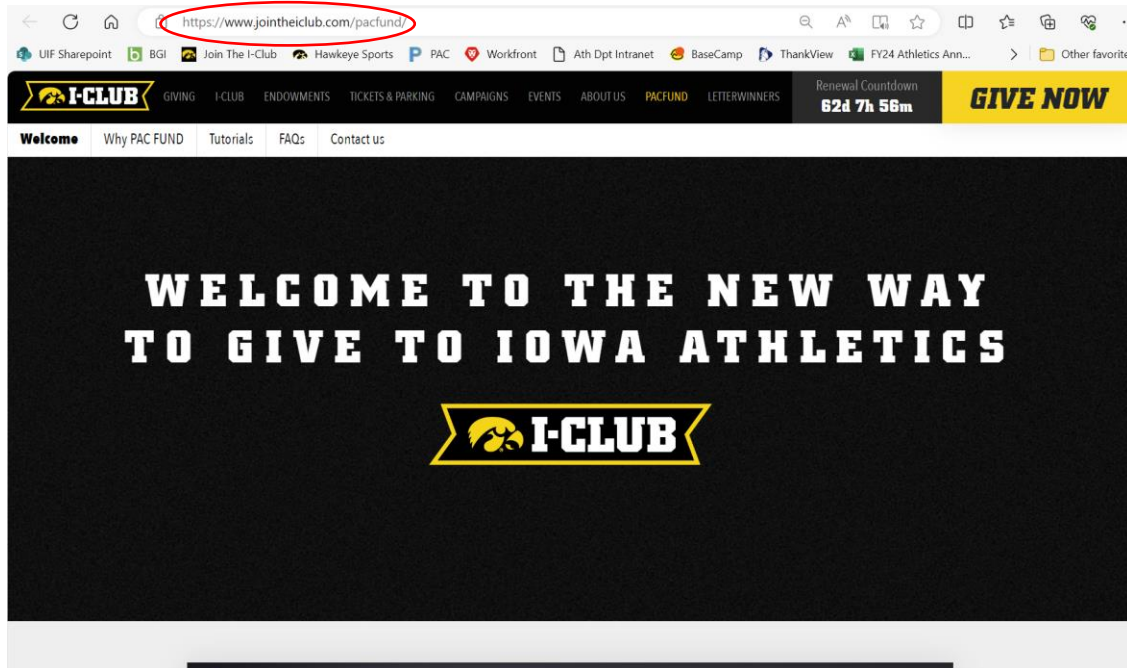 https://www.jointheiclub.com/pacfund/
UIF Sharepoint BGI Join The I-Club Hawkeye Sports PAC Workfront Ath Dpt Intranet BaseCamp ThankView FY24 Athletics Ann... Other favorite
I-CLUB GIVING I-CLUB ENDOWMENTS TICKETS & PARKING CAMPAIGNS EVENTS ABOUT US PACFUND LETTERWINNERS Renewal Countdown
62d 7h 56m
GIVE NOW
Welcome Why PAC FUND Tutorials FAQs Contact us
WELCOME TO THE NEW WAY
TO GIVE TO IOWA ATHLETICS
I-CLUB